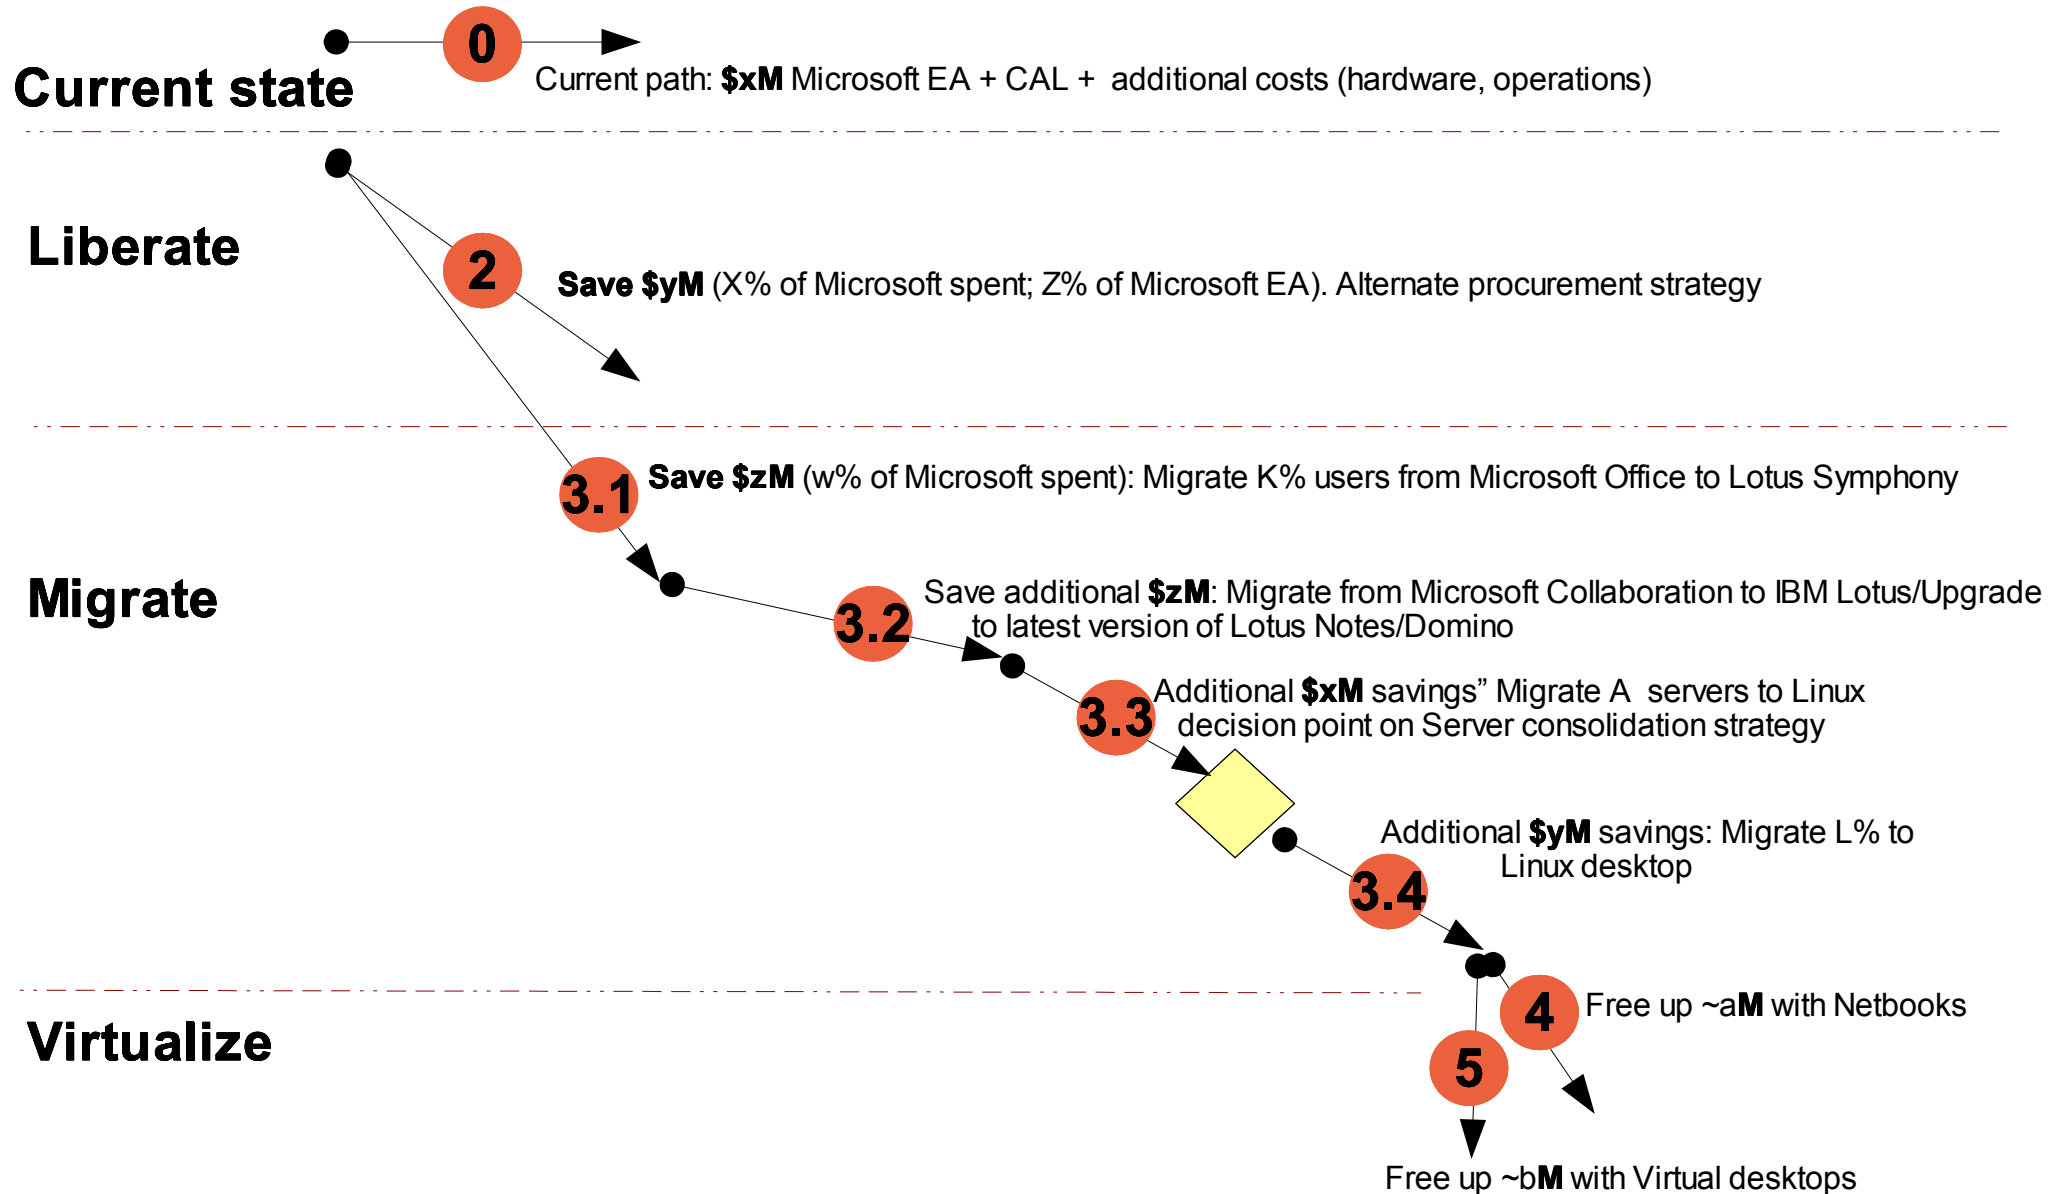 0
Current state
Current path: $xM Microsoft EA + CAL + additional costs (hardware, operations)
Liberate
2
Save $yM (X% of Microsoft spent; Z% of Microsoft EA). Alternate procurement strategy
3.1
Save $zM (w% of Microsoft spent): Migrate K% users from Microsoft Office to Lotus Symphony
Migrate
3.2
Save additional $zM: Migrate from Microsoft Collaboration to IBM Lotus/Upgrade
to latest version of Lotus Notes/Domino
3.3
Additional $xM savings” Migrate A servers to Linux
decision point on Server consolidation strategy
Additional $yM savings: Migrate L% to
Linux desktop
3.4
Virtualize
4
Free up ~aM with Netbooks
5
Free up ~bM with Virtual desktops